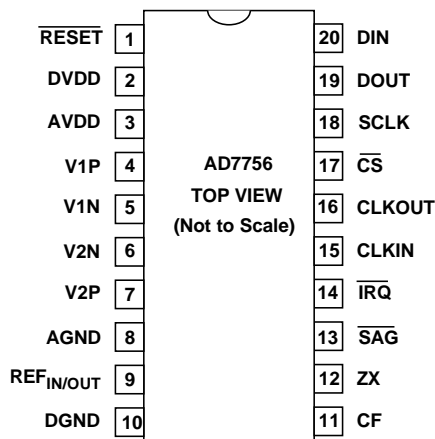 RESET 1
DVDD 2
AVDD 3
V1P 4
V1N 5
V2N 6
V2P 7
AGND 8
REFIN/OUT 9
DGND 10
AD7756
TOP VIEW
(Not to Scale)
20 DIN
19 DOUT
18 SCLK
17 CS
16 CLKOUT
15 CLKIN
14 IRQ
13 SAG
12 ZX
11 CF